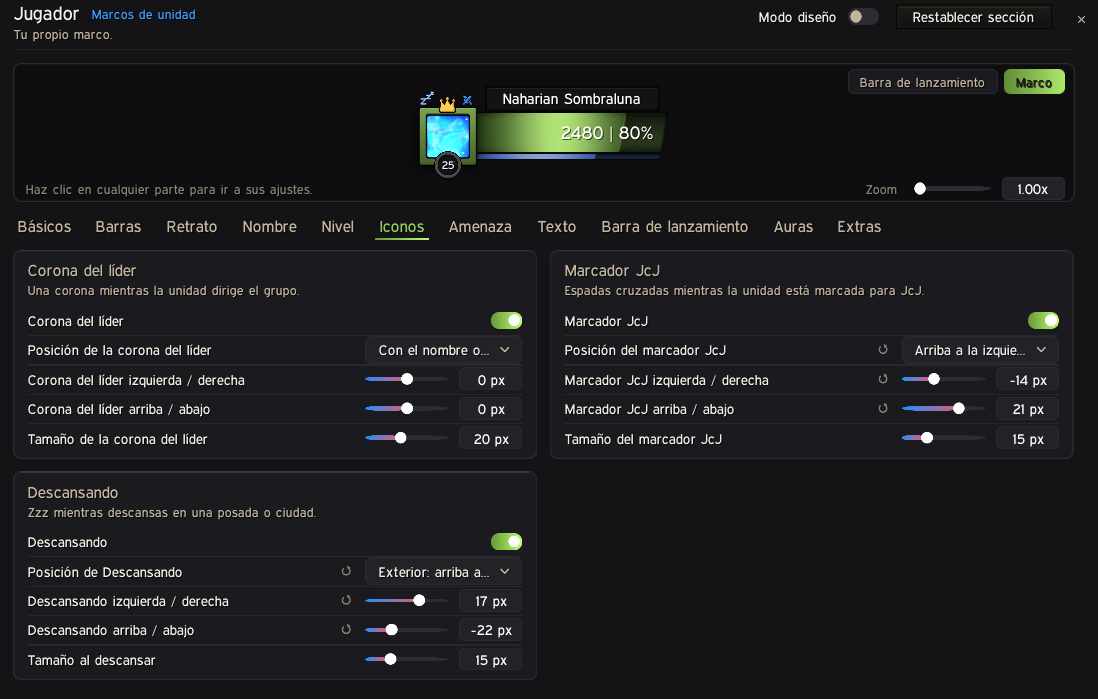 Jugador Marcos de unidad
Modo diseño
Restablecer sección
×
Tu propio marco.
Barra de lanzamiento
Marco
Naharian Sombraluna
2480 | 80%
25
Haz clic en cualquier parte para ir a sus ajustes.
Zoom
1.00x
Básicos Barras Retrato Nombre Nivel Iconos Amenaza Texto Barra de lanzamiento Auras Extras
Corona del líder
Una corona mientras la unidad dirige el grupo.
Corona del líder
Posición de la corona del líder Con el nombre o...
Corona del líder izquierda / derecha 0 px
Corona del líder arriba / abajo 0 px
Tamaño de la corona del líder 20 px
Marcador JcJ
Espadas cruzadas mientras la unidad está marcada para JcJ.
Marcador JcJ
Posición del marcador JcJ Arriba a la izquie...
Marcador JcJ izquierda / derecha -14 px
Marcador JcJ arriba / abajo 21 px
Tamaño del marcador JcJ 15 px
Descansando
Zzz mientras descansas en una posada o ciudad.
Descansando
Posición de Descansando Exterior: arriba a...
Descansando izquierda / derecha 17 px
Descansando arriba / abajo -22 px
Tamaño al descansar 15 px